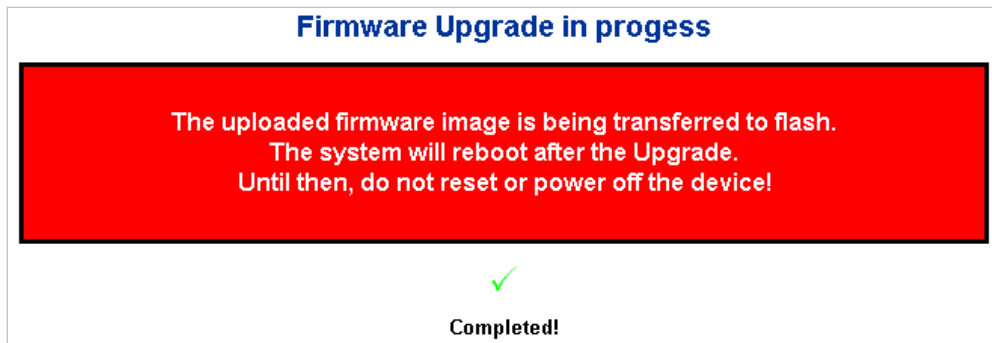 Firmware Upgrade in progess
The uploaded firmware image is being transferred to flash.
The system will reboot after the Upgrade.
Until then, do not reset or power off the device!
Completed!